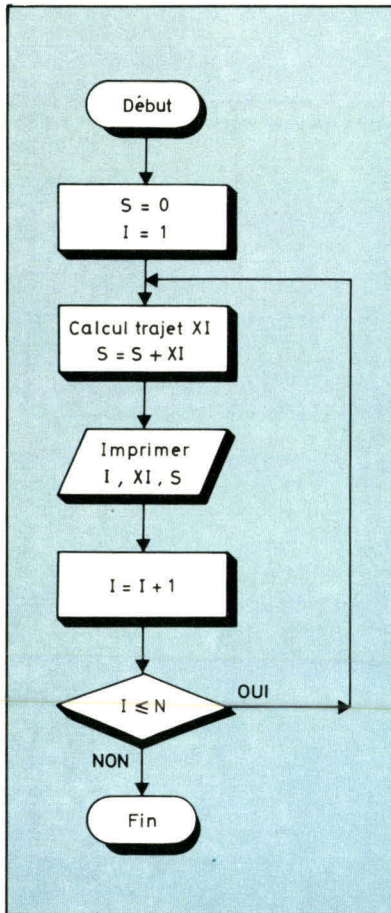 Début
S = 0
I = 1
Calcul trajet XI
S = S + XI
Imprimer
I , XI , S
I = I + 1
I ≤ N
OUI
NON
Fin